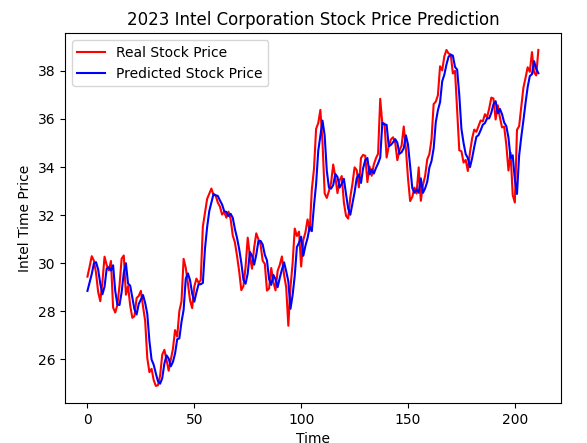 2023 Intel Corporation Stock Price Prediction
Real Stock Price
Predicted Stock Price
Intel Time Price
38
36
34
32
30
28
26
0 50 100 150 200
Time